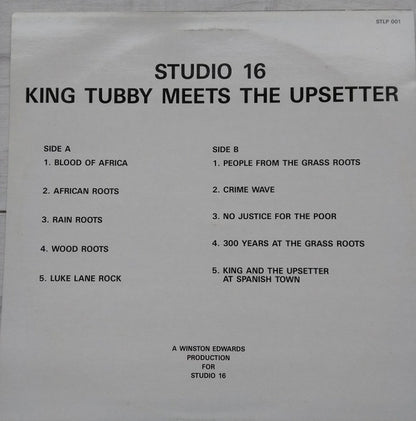 STLP 001
STUDIO 16
KING TUBBY MEETS THE UPSETTER
SIDE A
1. BLOOD OF AFRICA
2. AFRICAN ROOTS
3. RAIN ROOTS
4. WOOD ROOTS
5. LUKE LANE ROCK
SIDE B
1. PEOPLE FROM THE GRASS ROOTS
2. CRIME WAVE
3. NO JUSTICE FOR THE POOR
4. 300 YEARS AT THE GRASS ROOTS
5. KING AND THE UPSETTER
AT SPANISH TOWN
A WINSTON EDWARDS
PRODUCTION
FOR
STUDIO 16